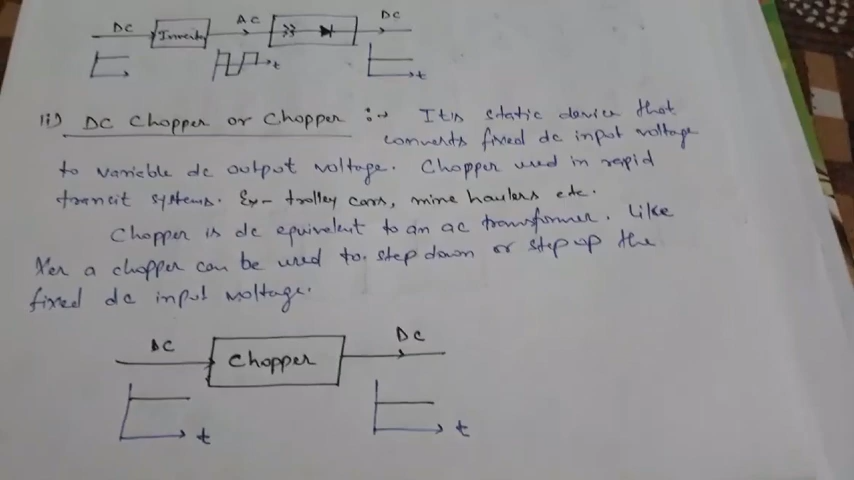 DC AC DC
Inverter
t t
ii) DC Chopper or Chopper :→ It is static device that
converts fixed dc input voltage
to variable dc output voltage. Chopper used in rapid
transit systems. Ex- trolley cars, mine haulers etc.
Chopper is dc equivalent to an ac transformer. Like
Xer a chopper can be used to step down or step up the
fixed dc input voltage.
DC DC
Chopper
t t